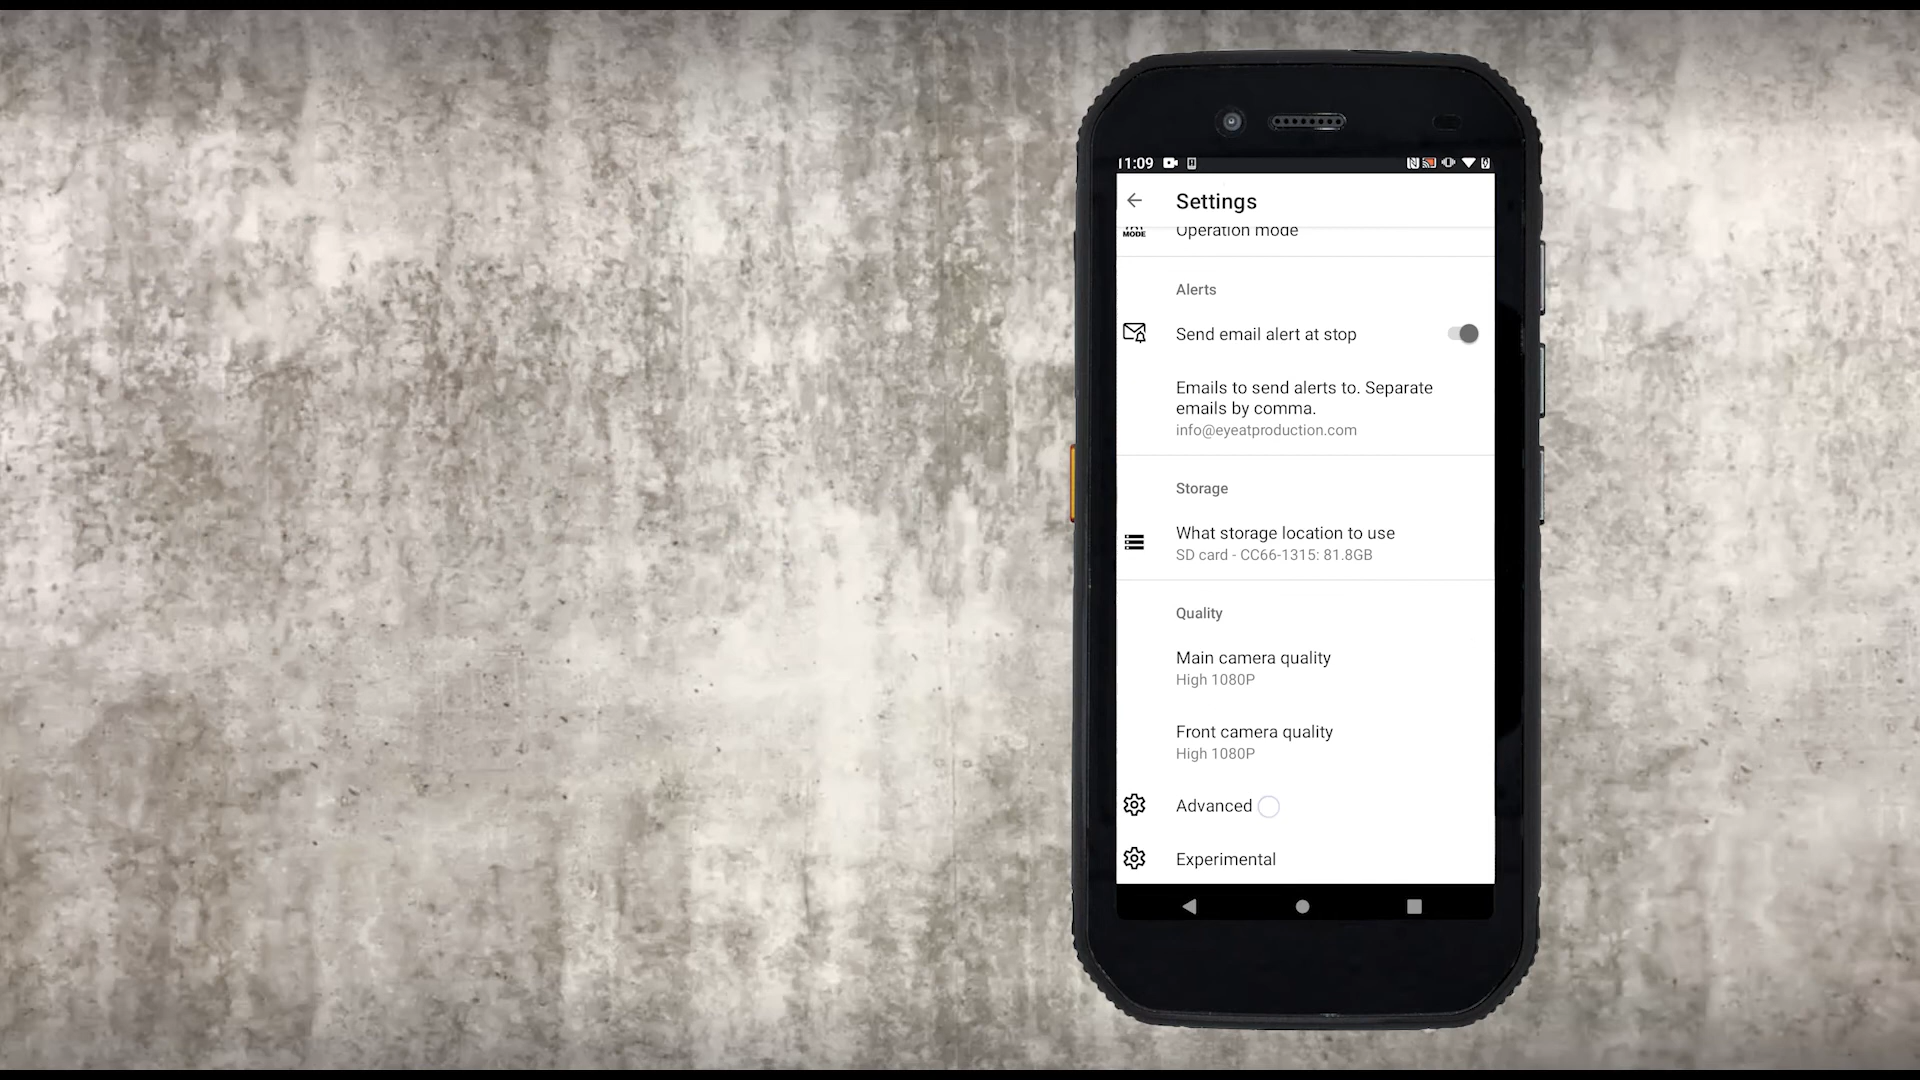 11:09
Settings
MODE
Operation mode
Alerts
Send email alert at stop
Emails to send alerts to. Separate
emails by comma.
info@eyeatproduction.com
Storage
What storage location to use
SD card - CC66-1315: 81.8GB
Quality
Main camera quality
High 1080P
Front camera quality
High 1080P
Advanced
Experimental